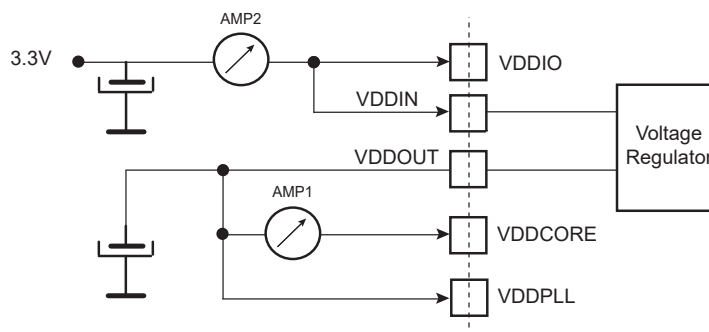 AMP2
3.3V
VDDIO
VDDIN
Voltage
Regulator
VDDOUT
AMP1
VDDCORE
VDDPLL